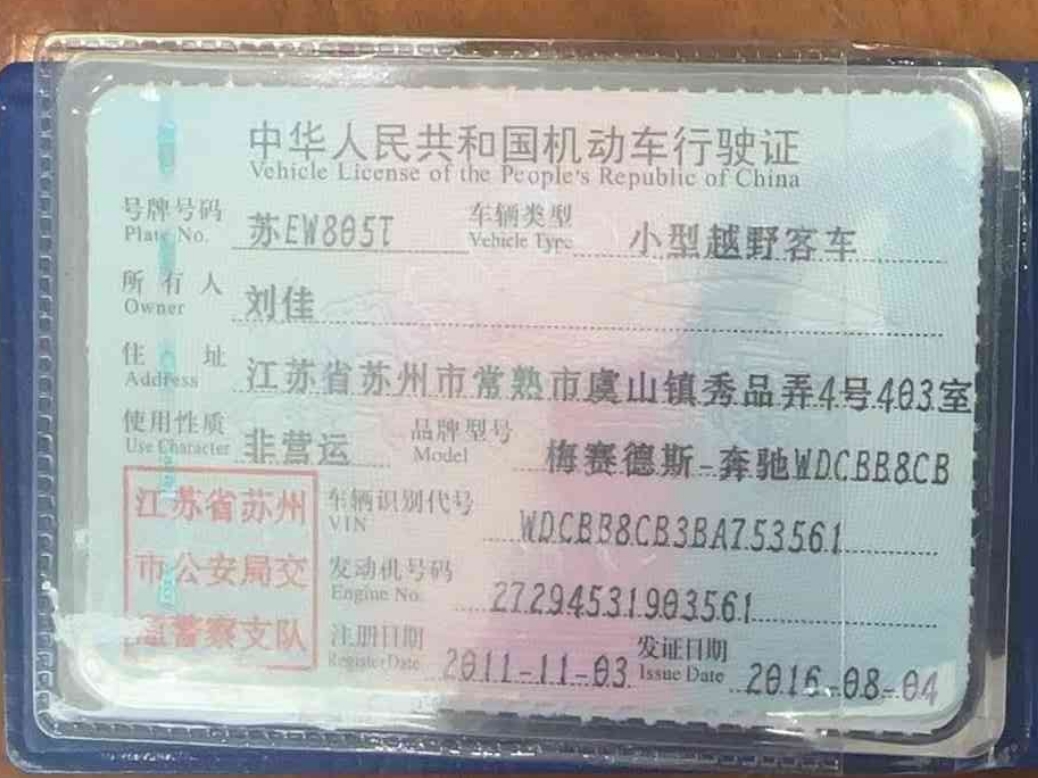 中华人民共和国机动车行驶证
Vehicle License of the People's Republic of China
号牌号码 苏EW805T 车辆类型 小型越野客车
Plate No. Vehicle Type
所有人 刘佳
Owner
住址 江苏省苏州市常熟市虞山镇秀品弄4号403室
Address
使用性质 非营运 品牌型号 梅赛德斯-奔驰WDCBB8CB
Use Character Model
江苏省苏州 车辆识别代号 WDCBB8CB3BA753561
VIN
市公安局交 发动机号码 27294531903561
Engine No.
通警察支队 注册日期 2011-11-03 发证日期 2016-08-04
Register Date Issue Date